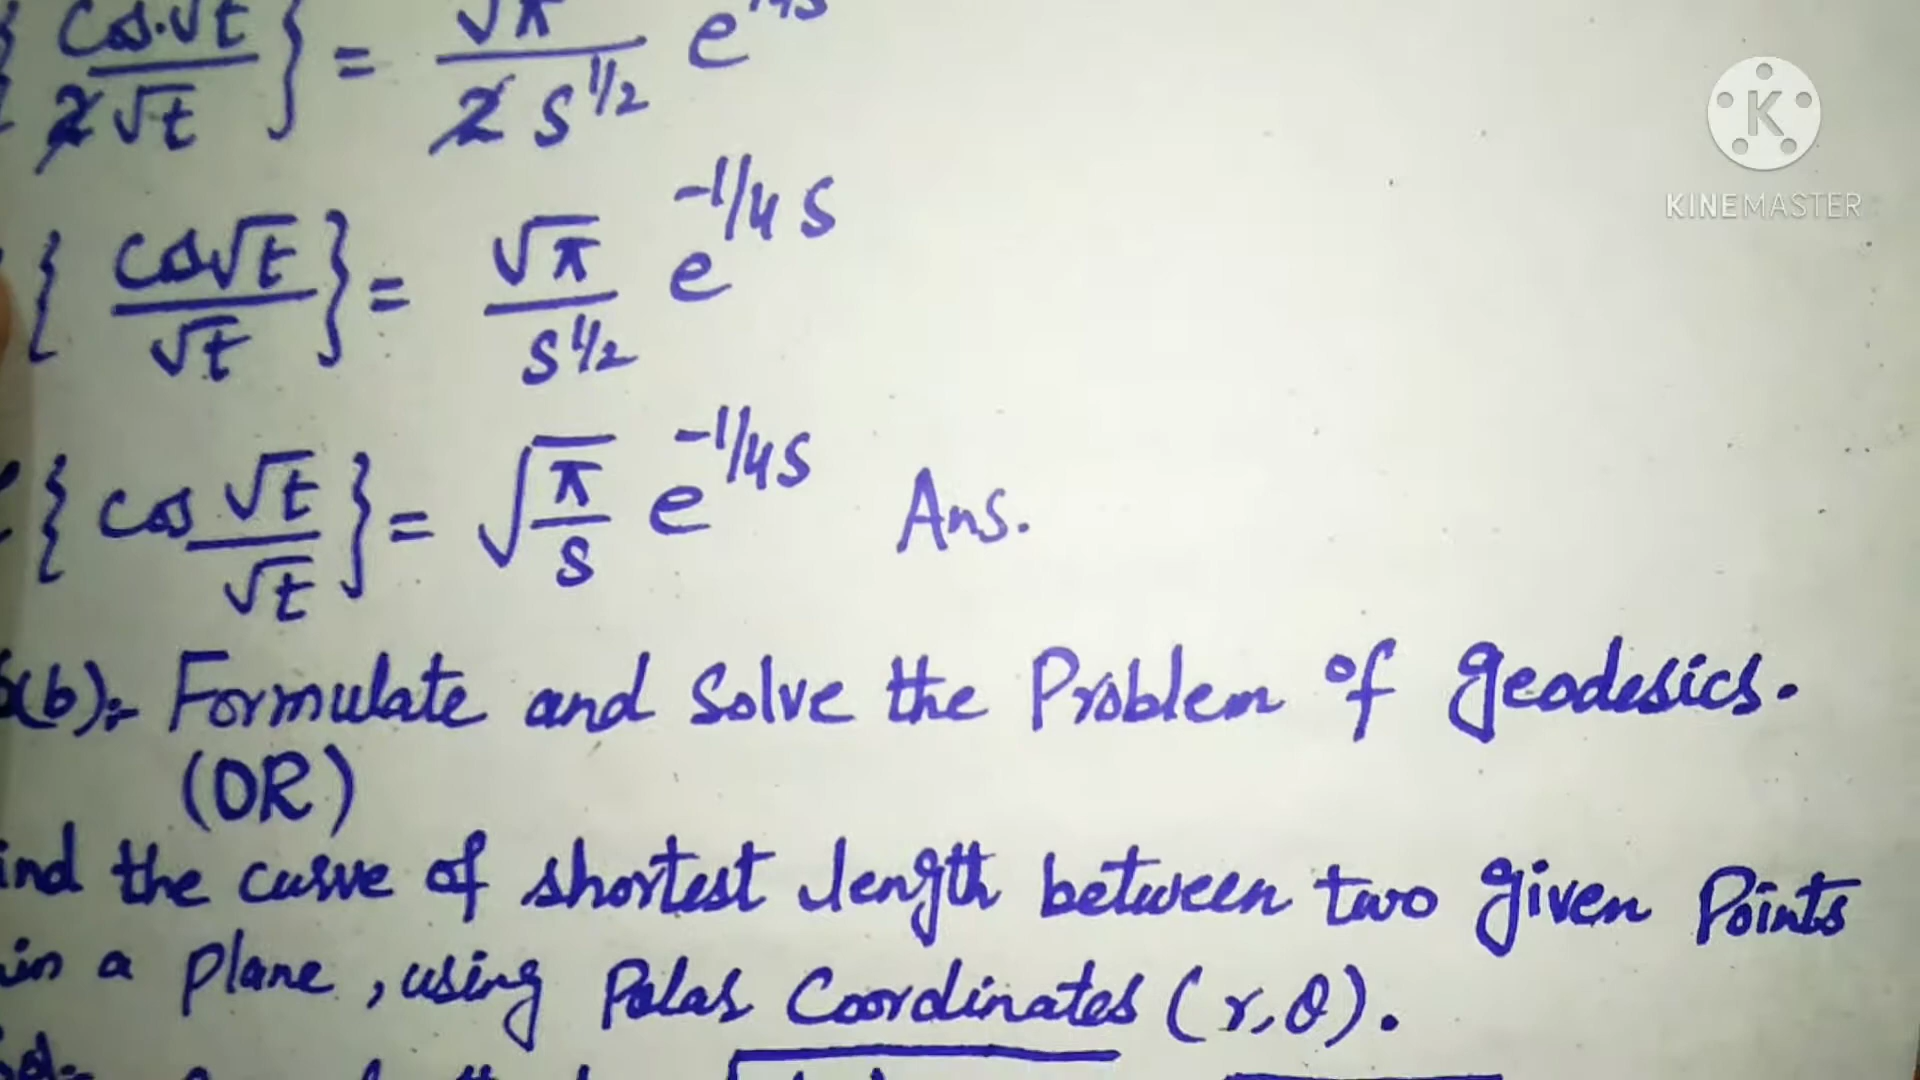 { Cos.√t / 2√t } = √π / 2 s^1/2 e
{ cos√t / √t } = √π / s^1/2 e^-1/4s
{ cos √t / √t } = √π/s e^-1/4s Ans.
(b):- Formulate and Solve the Problem of geodesics.
(OR)
ind the curve of shortest length between two given Points
in a plane, using Polar Coordinates (r,θ).
K
KINEMASTER